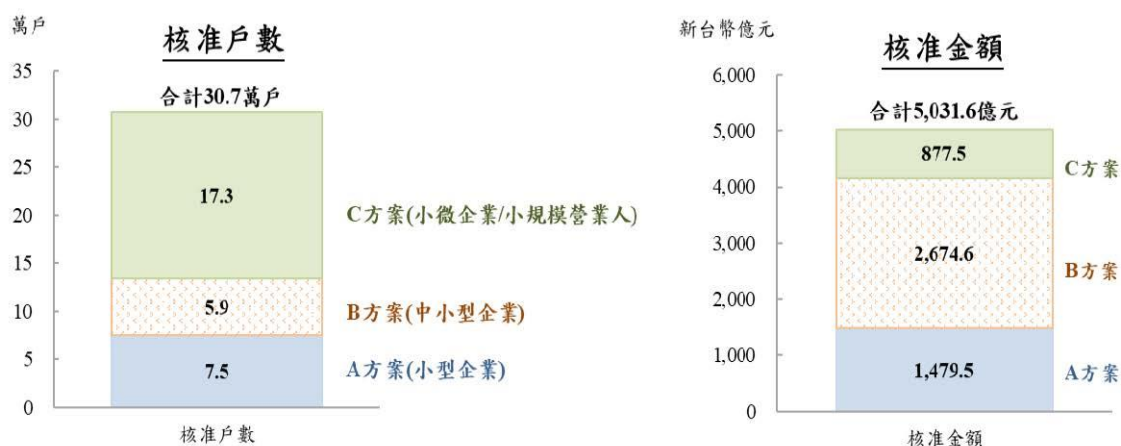 萬戶
核准戶數
35
合計30.7萬戶
30
25
17.3
20
C方案(小微企業/小規模營業人)
15
10
5.9
B方案(中小型企業)
5
7.5
A方案(小型企業)
0
核准戶數
新台幣億元
核准金額
6,000
合計5,031.6億元
5,000
877.5
C方案
4,000
3,000
2,674.6
B方案
2,000
1,000
1,479.5
A方案
0
核准金額